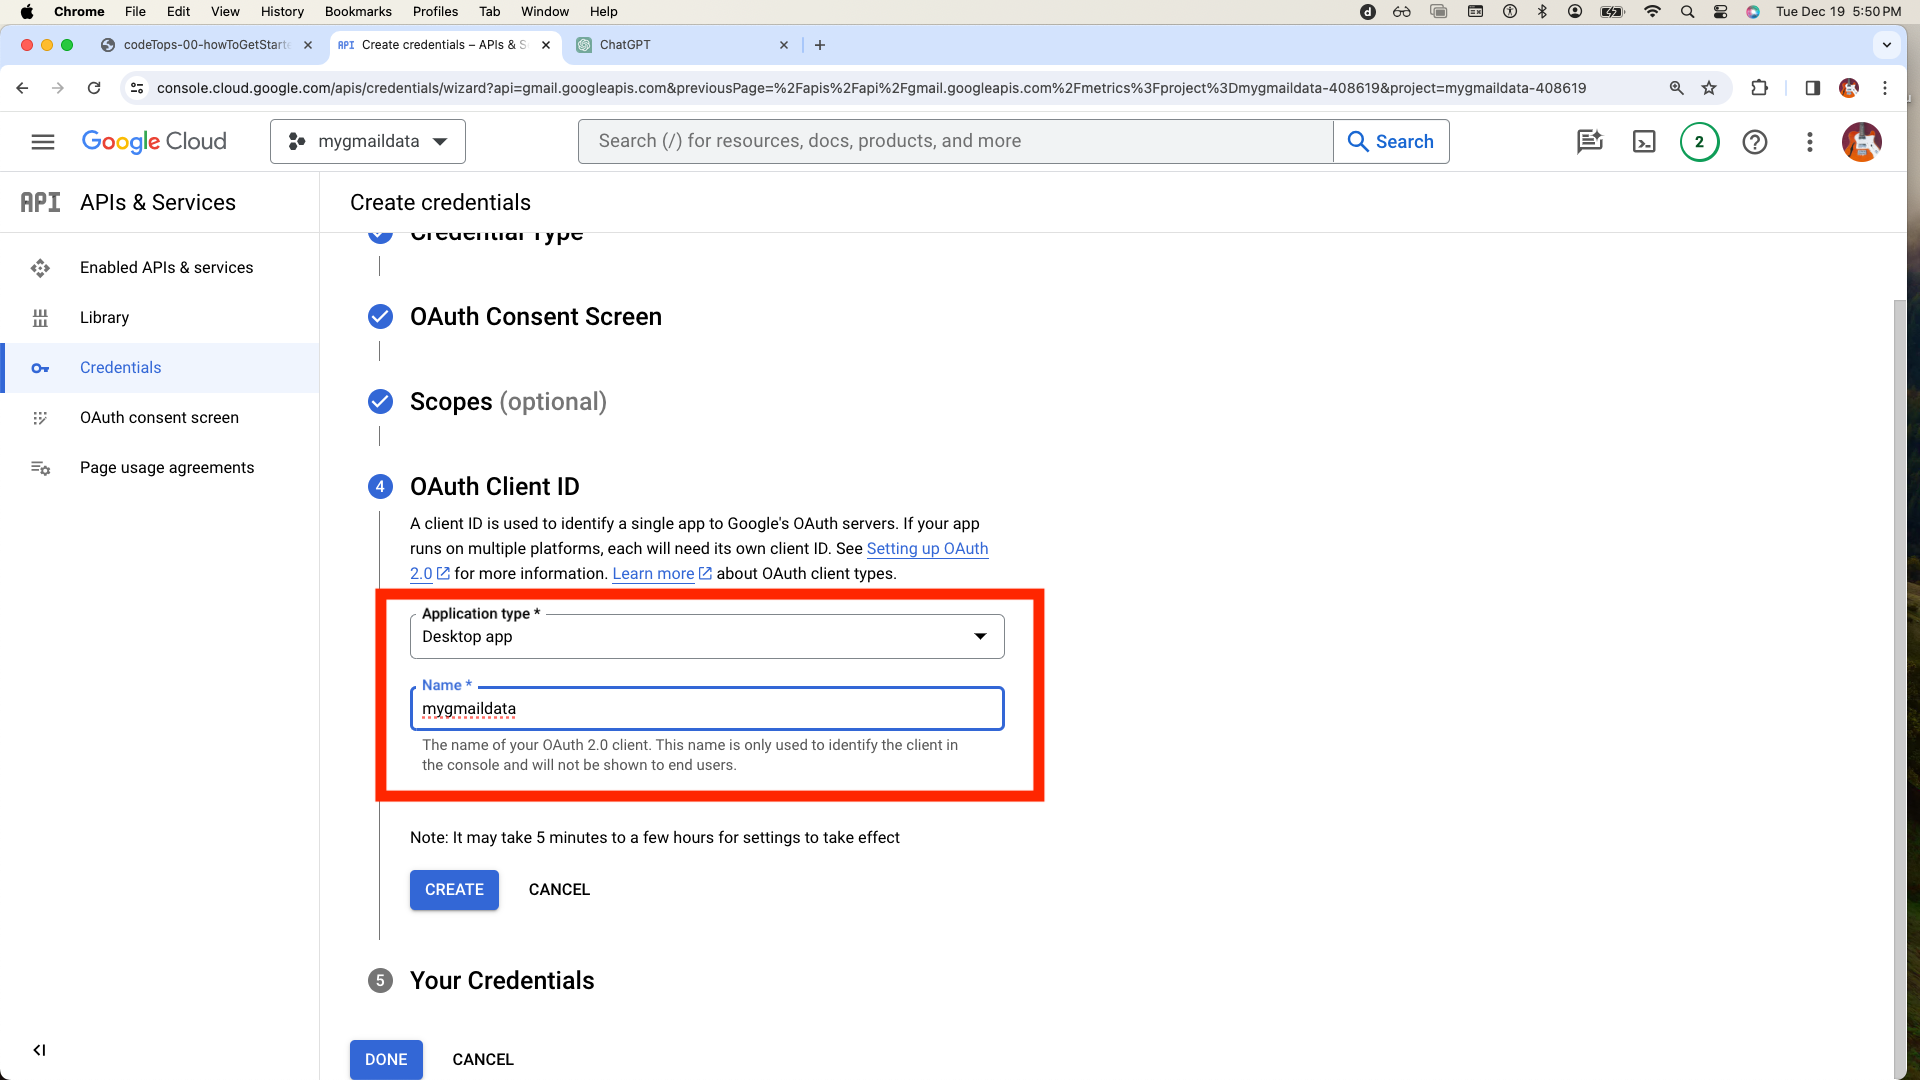 Chrome File Edit View History Bookmarks Profiles Tab Window Help Tue Dec 19 5:50 PM
codeTops-00-howToGetStarte API Create credentials – APIs & S ChatGPT
console.cloud.google.com/apis/credentials/wizard?api=gmail.googleapis.com&previousPage=%2Fapis%2Fapi%2Fgmail.googleapis.com%2Fmetrics%3Fproject%3Dmygmaildata-408619&project=mygmaildata-408619
Google Cloud mygmaildata Search (/) for resources, docs, products, and more Search 2
API APIs & Services Create credentials
Credential Type
Enabled APIs & services
Library
Credentials
OAuth consent screen
Page usage agreements
OAuth Consent Screen
Scopes (optional)
4 OAuth Client ID
A client ID is used to identify a single app to Google's OAuth servers. If your app
runs on multiple platforms, each will need its own client ID. See Setting up OAuth
2.0 for more information. Learn more about OAuth client types.
Application type *
Desktop app
Name *
mygmaildata
The name of your OAuth 2.0 client. This name is only used to identify the client in
the console and will not be shown to end users.
Note: It may take 5 minutes to a few hours for settings to take effect
CREATE CANCEL
5 Your Credentials
DONE CANCEL